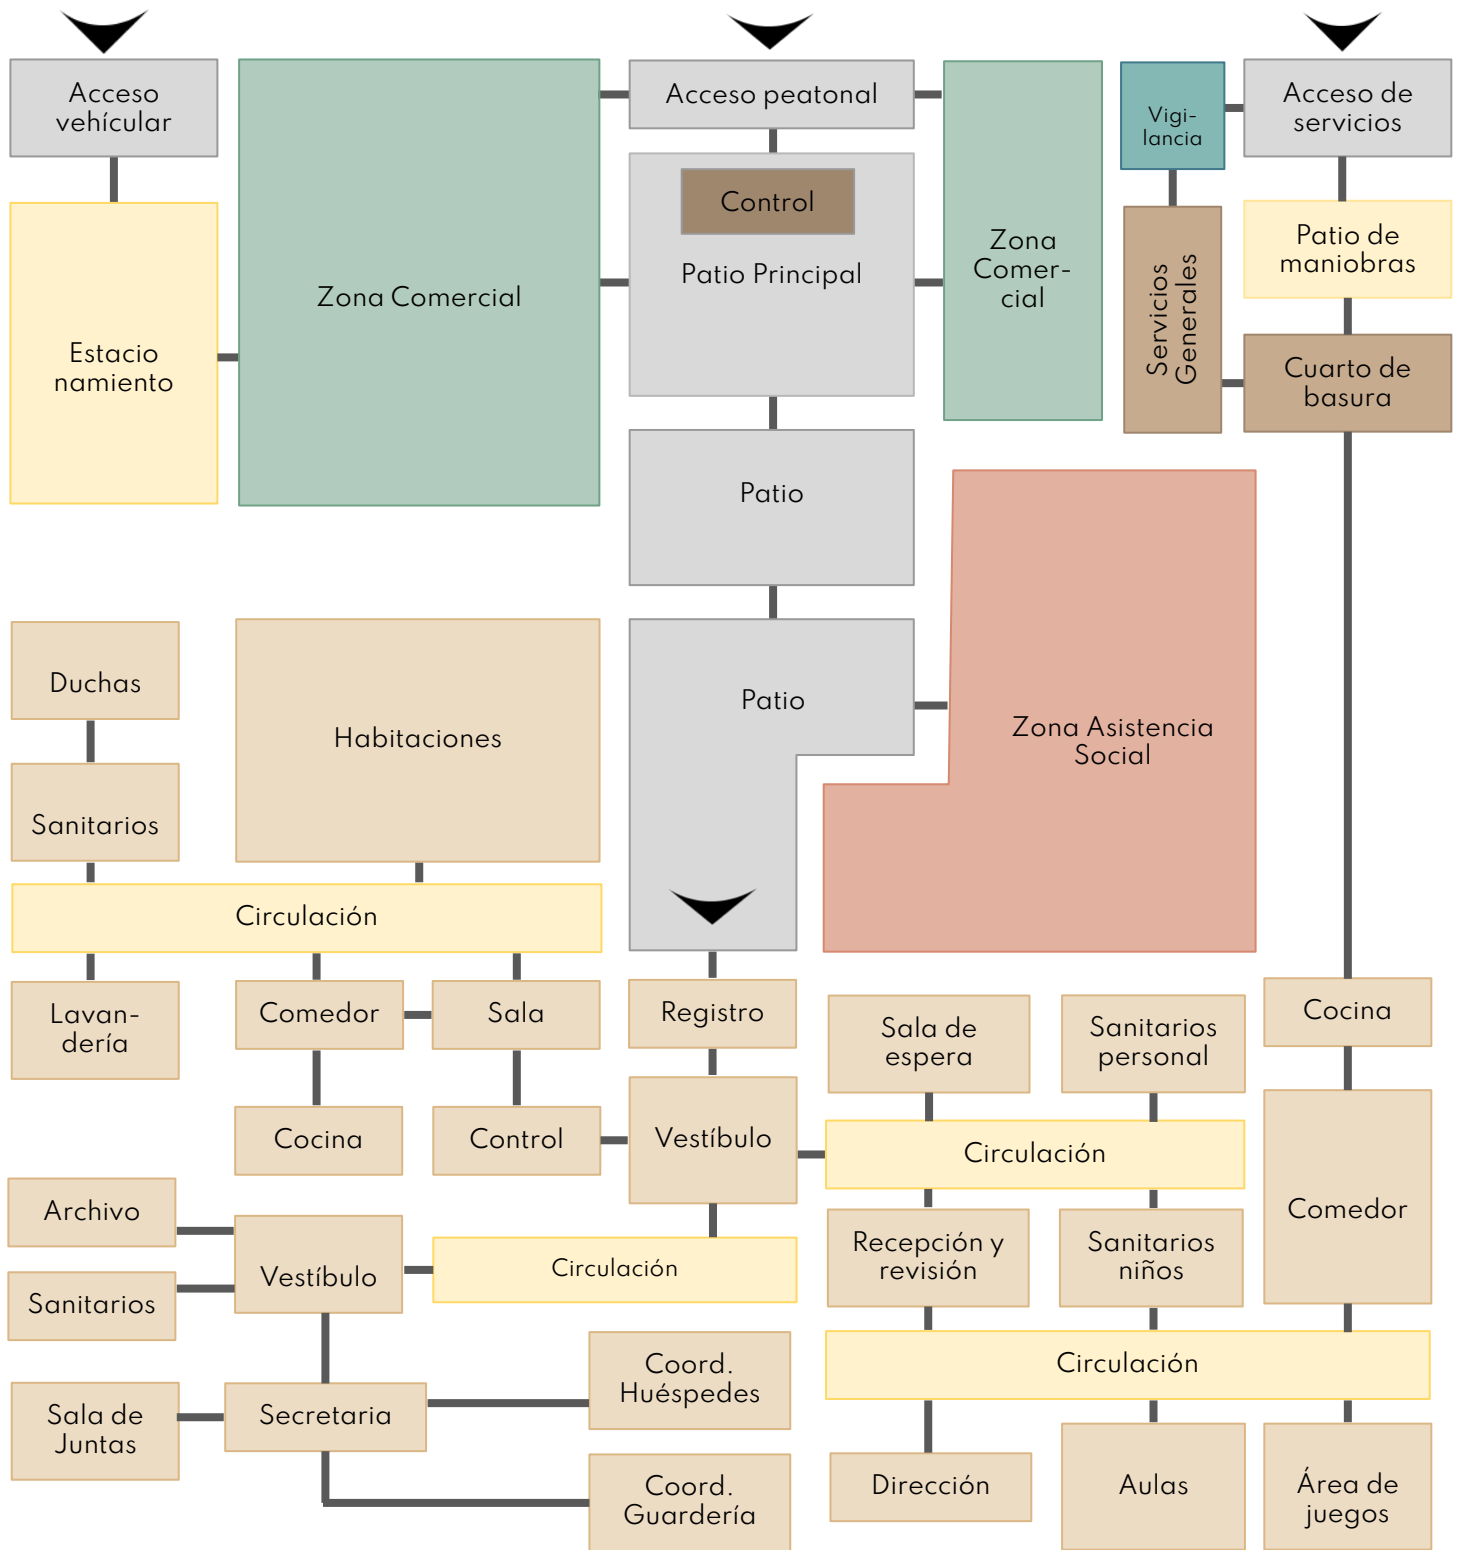 Acceso
vehícular
Acceso peatonal
Vigi-
lancia
Acceso de
servicios
Control
Zona Comercial
Patio Principal
Zona
Comer-
cial
Servicios
Generales
Patio de
maniobras
Estacio
namiento
Cuarto de
basura
Patio
Duchas
Habitaciones
Patio
Zona Asistencia
Social
Sanitarios
Circulación
Lavan-
dería
Comedor
Sala
Registro
Sala de
espera
Sanitarios
personal
Cocina
Cocina
Control
Vestíbulo
Circulación
Comedor
Archivo
Sanitarios
Vestíbulo
Circulación
Recepción y
revisión
Sanitarios
niños
Circulación
Sala de
Juntas
Secretaria
Coord.
Huéspedes
Coord.
Guardería
Dirección
Aulas
Área de
juegos